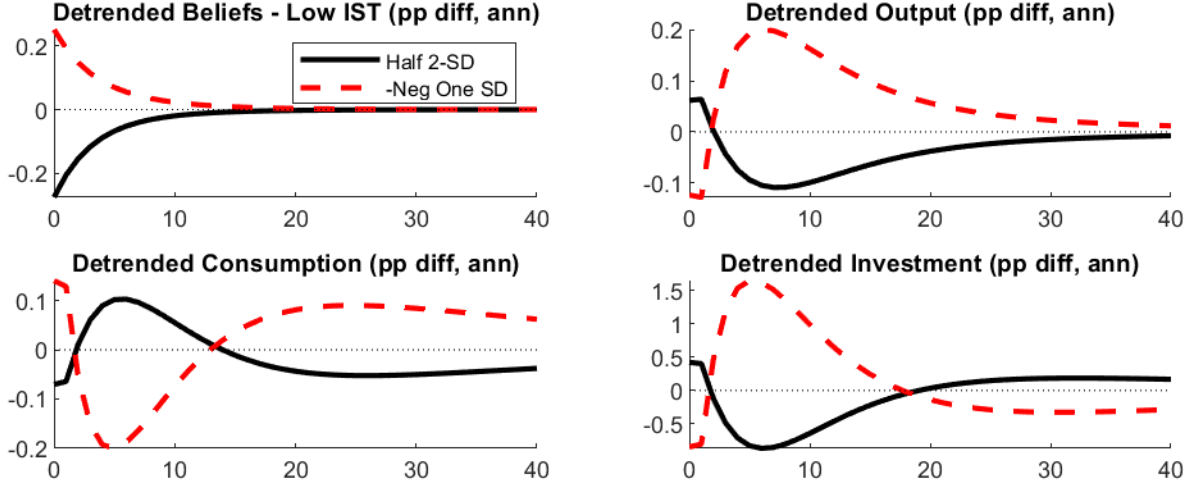 Detrended Beliefs - Low IST (pp diff, ann)
0.2
0
-0.2
Half 2-SD
-Neg One SD
0 10 20 30 40
Detrended Output (pp diff, ann)
0.2
0.1
0
-0.1
0 10 20 30 40
Detrended Consumption (pp diff, ann)
0.1
0
-0.1
-0.2
0 10 20 30 40
Detrended Investment (pp diff, ann)
1.5
1
0.5
0
-0.5
0 10 20 30 40